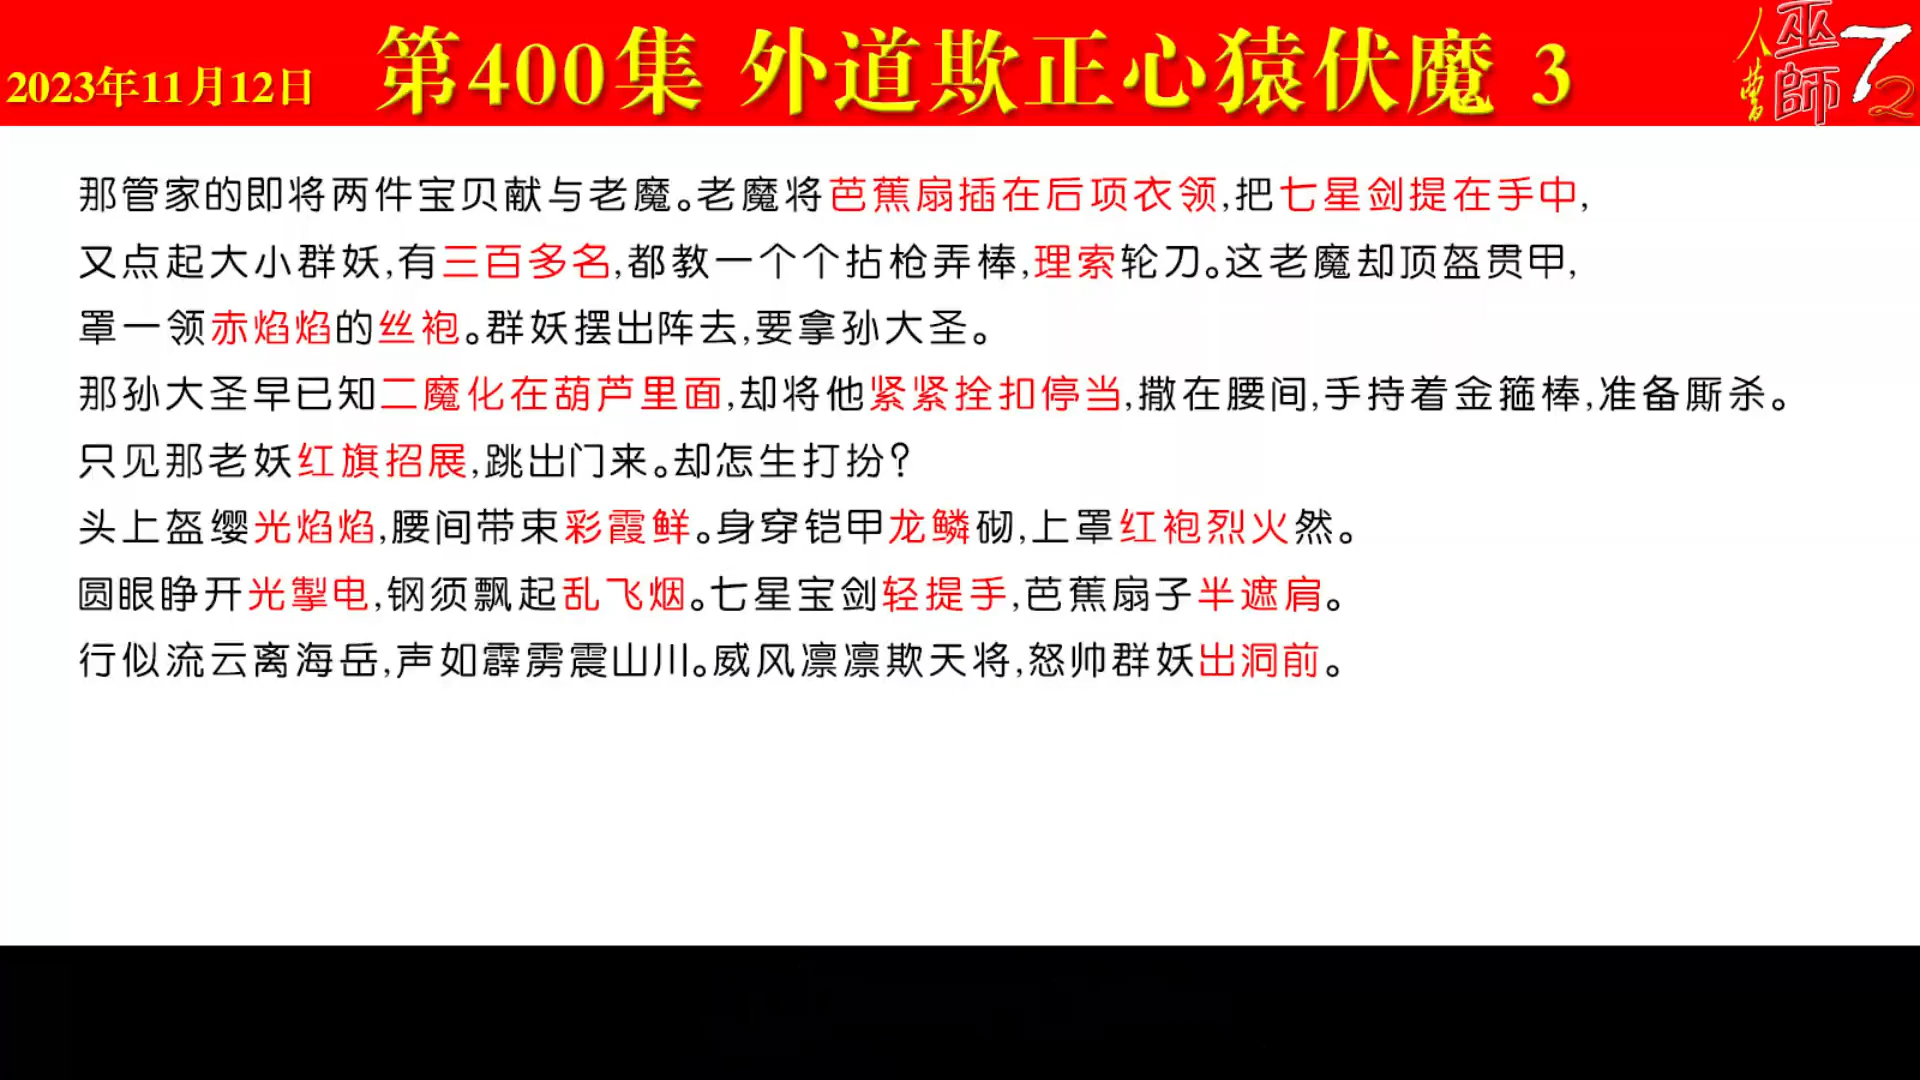 2023年11月12日
第400集 外道欺正心猿伏魔 3
人曹
巫師
72
那管家的即将两件宝贝献与老魔。老魔将芭蕉扇插在后项衣领,把七星剑提在手中,
又点起大小群妖,有三百多名,都教一个个拈枪弄棒,理索轮刀。这老魔却顶盔贯甲,
罩一领赤焰焰的丝袍。群妖摆出阵去,要拿孙大圣。
那孙大圣早已知二魔化在葫芦里面,却将他紧紧拴扣停当,撒在腰间,手持着金箍棒,准备厮杀。
只见那老妖红旗招展,跳出门来。却怎生打扮?
头上盔缨光焰焰,腰间带束彩霞鲜。身穿铠甲龙鳞砌,上罩红袍烈火然。
圆眼睁开光掣电,钢须飘起乱飞烟。七星宝剑轻提手,芭蕉扇子半遮肩。
行似流云离海岳,声如霹雳震山川。威风凛凛欺天将,怒帅群妖出洞前。